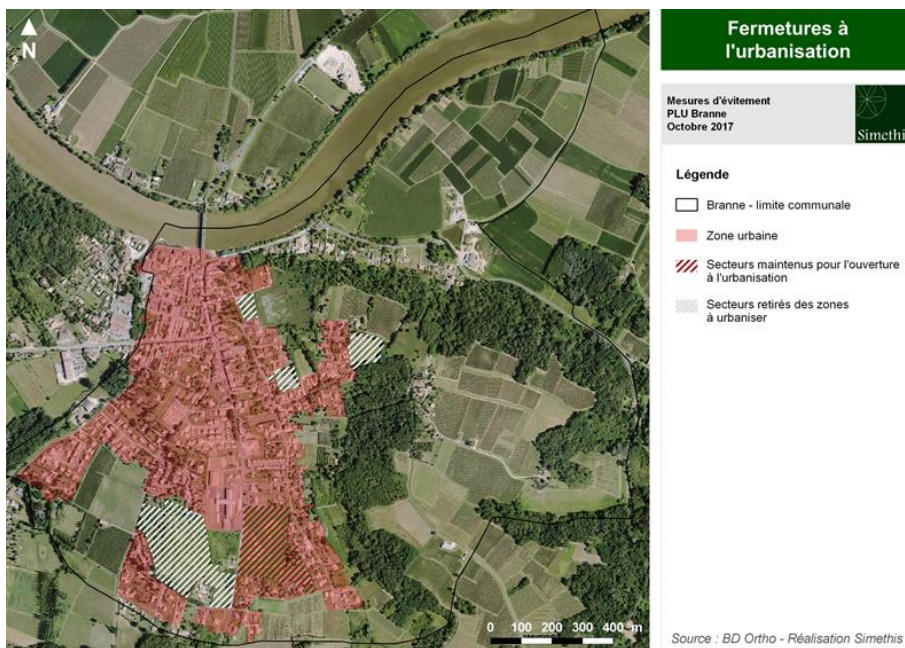 N
Fermetures à
l'urbanisation
Mesures d'évitement
PLU Branne
Octobre 2017
Simethi
Légende
Branne - limite communale
Zone urbaine
Secteurs maintenus pour l'ouverture
à l'urbanisation
Secteurs retirés des zones
à urbaniser
0 100 200 300 400 m
Source : BD Ortho - Réalisation Simethis